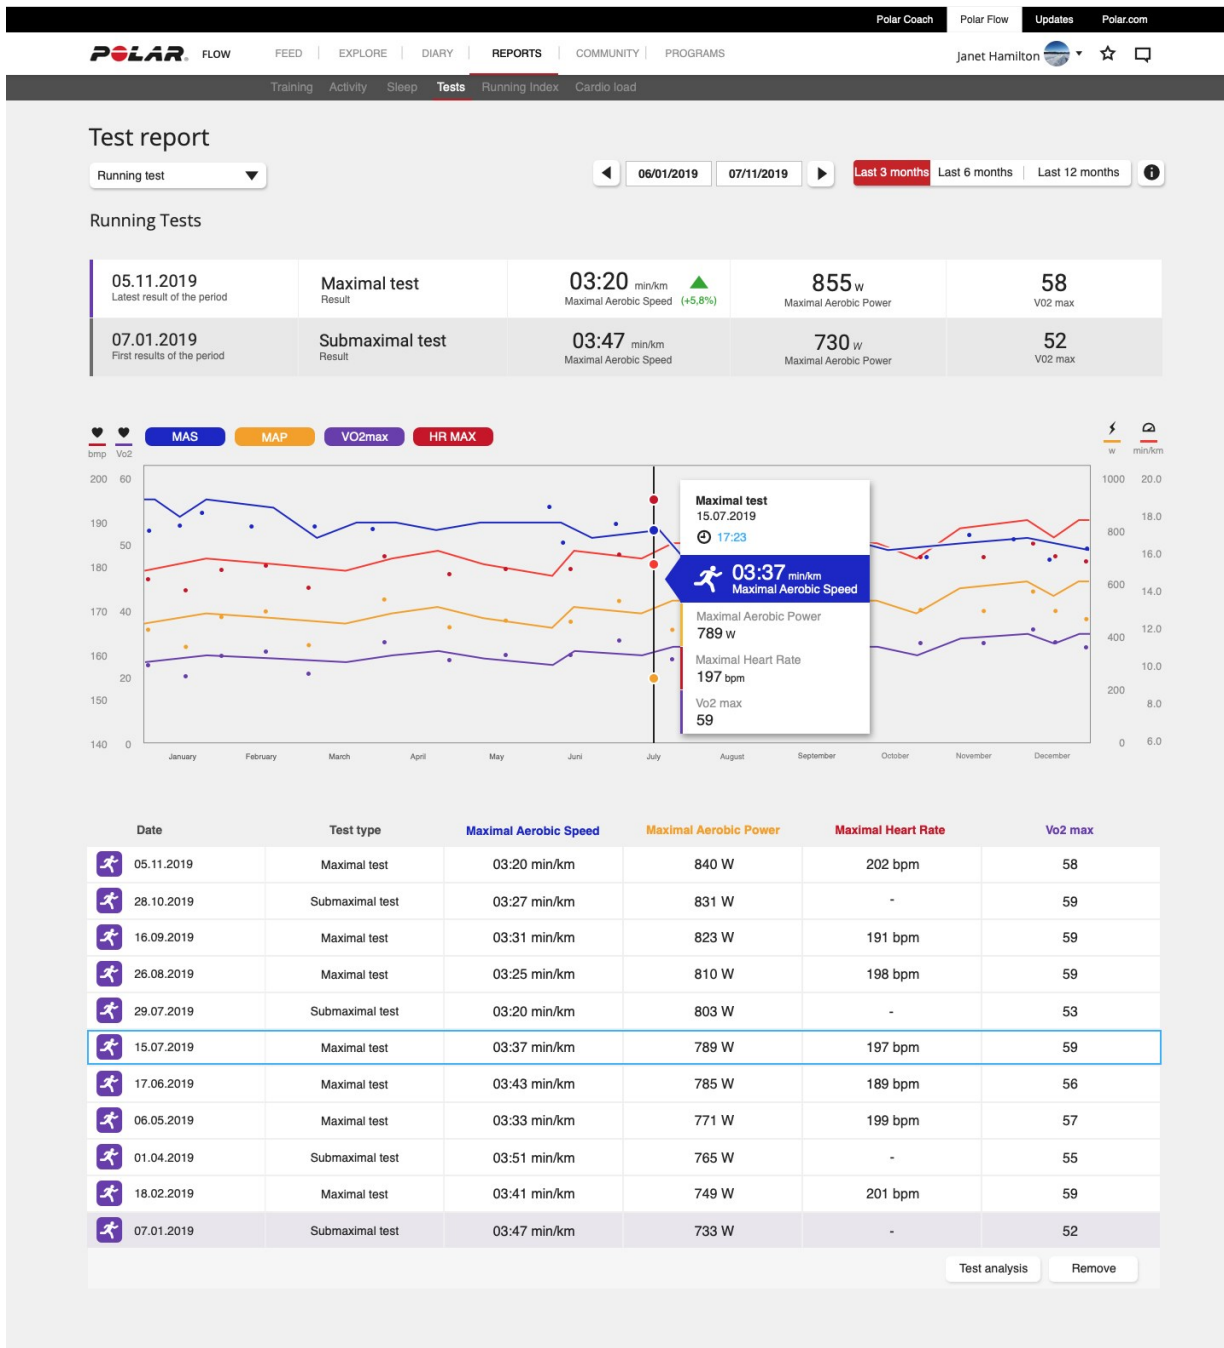 Polar Coach Polar Flow Updates Polar.com
POLAR. FLOW FEED EXPLORE DIARY REPORTS COMMUNITY PROGRAMS Janet Hamilton
Training Activity Sleep Tests Running Index Cardio load
Test report
Running test 06/01/2019 07/11/2019 Last 3 months Last 6 months Last 12 months
Running Tests
05.11.2019 Maximal test 03:20 min/km 855 w 58
Latest result of the period Result Maximal Aerobic Speed (+5,8%) Maximal Aerobic Power V02 max
07.01.2019 Submaximal test 03:47 min/km 730 w 52
First results of the period Result Maximal Aerobic Speed Maximal Aerobic Power V02 max
MAS MAP VO2max HR MAX
bmp Vo2 w min/km
200 60 1000 20.0
190 800 18.0
50 16.0
180 600 14.0
170 40 400 12.0
160 10.0
20 200
150 8.0
140 0 0 6.0
Maximal test
15.07.2019
17:23
03:37 min/km
Maximal Aerobic Speed
Maximal Aerobic Power
789 w
Maximal Heart Rate
197 bpm
Vo2 max
59
January February March April May Juni July August September October November December
Date Test type Maximal Aerobic Speed Maximal Aerobic Power Maximal Heart Rate Vo2 max
05.11.2019 Maximal test 03:20 min/km 840 W 202 bpm 58
28.10.2019 Submaximal test 03:27 min/km 831 W - 59
16.09.2019 Maximal test 03:31 min/km 823 W 191 bpm 59
26.08.2019 Maximal test 03:25 min/km 810 W 198 bpm 59
29.07.2019 Submaximal test 03:20 min/km 803 W - 53
15.07.2019 Maximal test 03:37 min/km 789 W 197 bpm 59
17.06.2019 Maximal test 03:43 min/km 785 W 189 bpm 56
06.05.2019 Maximal test 03:33 min/km 771 W 199 bpm 57
01.04.2019 Submaximal test 03:51 min/km 765 W - 55
18.02.2019 Maximal test 03:41 min/km 749 W 201 bpm 59
07.01.2019 Submaximal test 03:47 min/km 733 W - 52
Test analysis Remove